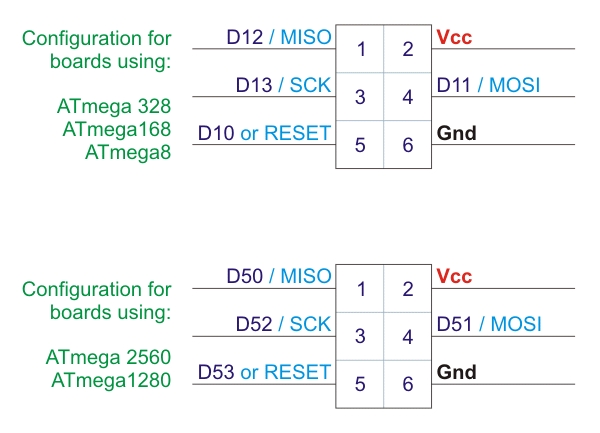 Configuration for
boards using:
ATmega 328
ATmega168
ATmega8
D12 / MISO 1 2 Vcc
D13 / SCK 3 4 D11 / MOSI
D10 or RESET 5 6 Gnd
Configuration for
boards using:
ATmega 2560
ATmega1280
D50 / MISO 1 2 Vcc
D52 / SCK 3 4 D51 / MOSI
D53 or RESET 5 6 Gnd